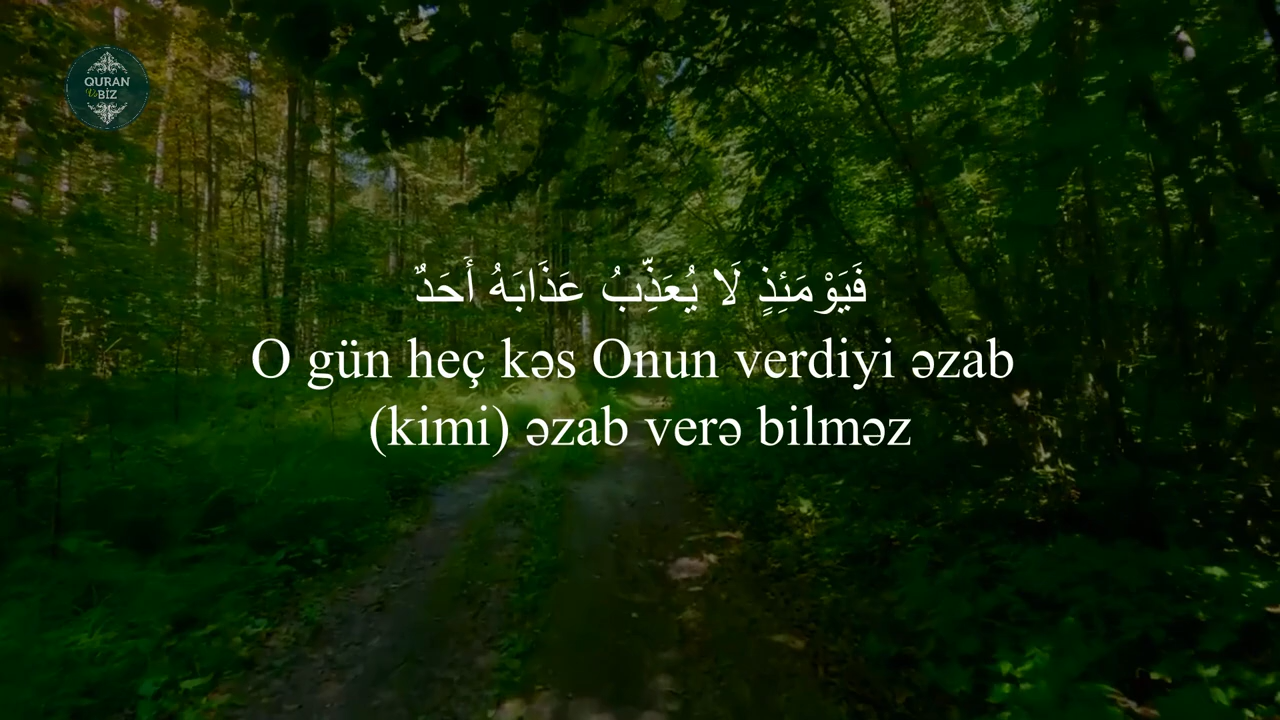 QURAN
Və BİZ
فَيَوْمَئِذٍ لَا يُعَذِّبُ عَذَابَهُ أَحَدٌ
O gün heç kəs Onun verdiyi əzab
(kimi) əzab verə bilməz